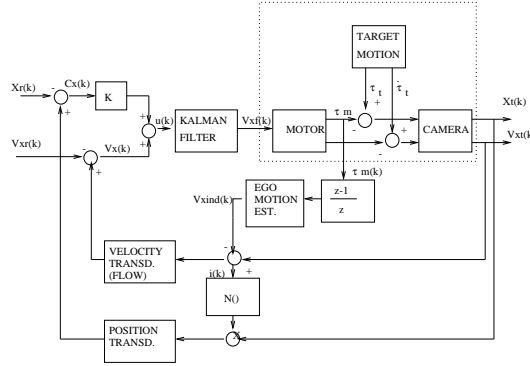 TARGET
MOTION
Xr(k)
-
Cx(k)
K
+
+
u(k)
+
KALMAN
FILTER
Vxf(k)
MOTOR
τ m
τ t
τ̇ t
+
-
+
-
CAMERA
Xt(k)
Vxt(k)
Vxr(k)
-
Vx(k)
+
τ m(k)
Vxind(k)
EGO
MOTION
EST.
z-1
z
VELOCITY
TRANSD.
(FLOW)
-
+
i(k)
N()
POSITION
TRANSD.
X